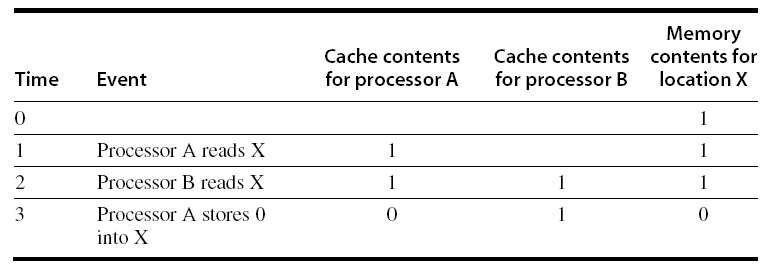 Memory
Cache contents Cache contents contents for
Time Event for processor A for processor B location X
0 1
1 Processor A reads X 1 1
2 Processor B reads X 1 1 1
3 Processor A stores 0 0 1 0
into X